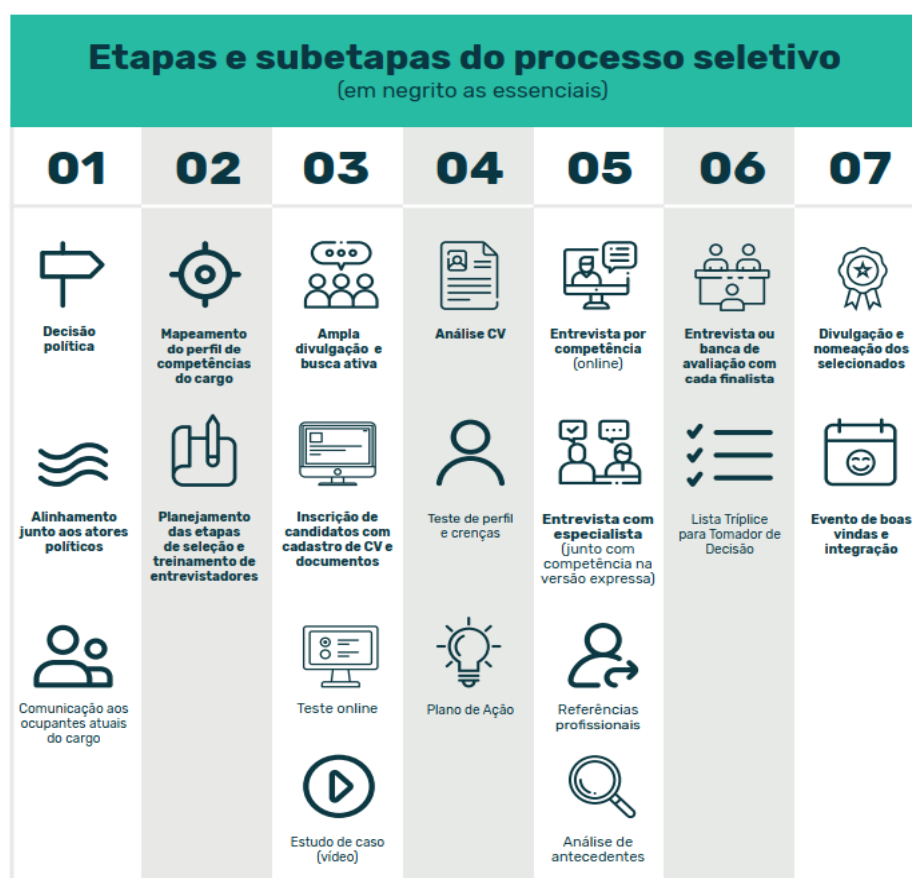 Etapas e subetapas do processo seletivo
(em negrito as essenciais)
01
02
03
04
05
06
07
Decisão
política
Mapeamento
do perfil de
competências
do cargo
Ampla
divulgação e
busca ativa
Análise CV
Entrevista por
competência
(online)
Entrevista ou
banca de
avaliação com
cada finalista
Divulgação e
nomeação dos
selecionados
Alinhamento
junto aos atores
políticos
Planejamento
das etapas
de seleção e
treinamento de
entrevistadores
Inscrição de
candidatos com
cadastro de CV e
documentos
Teste de perfil
e crenças
Entrevista com
especialista
(junto com
competência na
versão expressa)
Lista Tríplice
para Tomador de
Decisão
Evento de boas
vindas e
integração
Comunicação aos
ocupantes atuais
do cargo
Teste online
Plano de Ação
Referências
profissionais
Estudo de caso
(vídeo)
Análise de
antecedentes